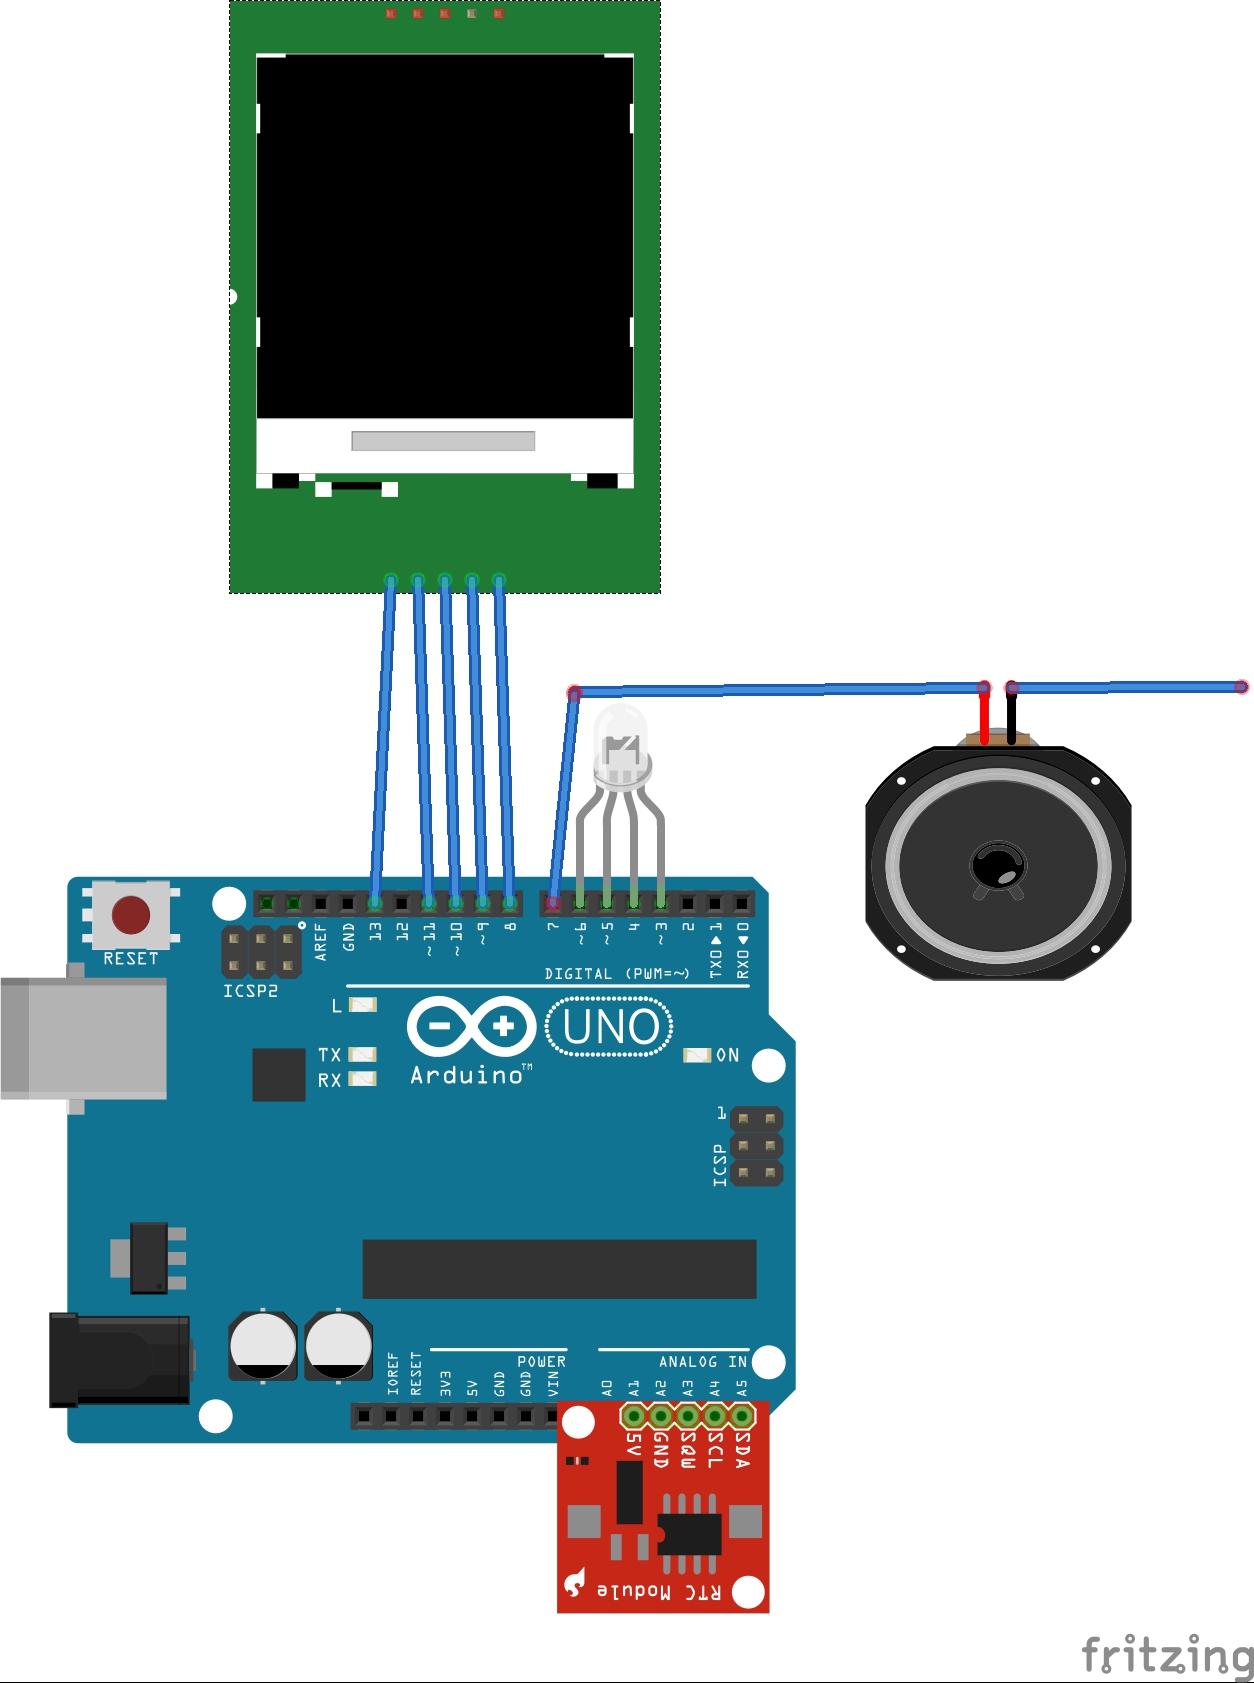 RESET
ICSP2
AREF
GND
13
12
~11
~10
~9
8
7
~6
~5
4
~3
2
TX0▶1
RX0◀0
DIGITAL (PWM=~)
L
TX
RX
Arduino™
UNO
ON
1
ICSP
IOREF
RESET
3V3
5V
GND
GND
VIN
POWER
A0
A1
A2
A3
A4
A5
ANALOG IN
5V
GND
SQW
SCL
SDA
RTC Module
fritzing